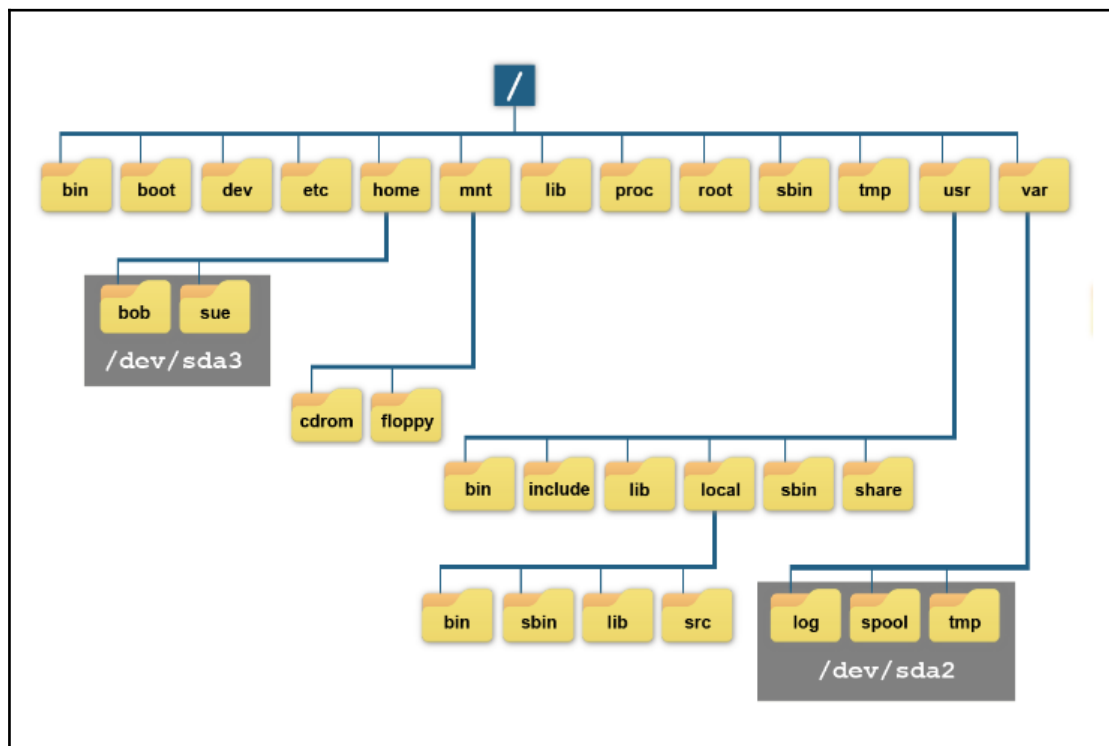 /
bin boot dev etc home mnt lib proc root sbin tmp usr var
bob sue
/dev/sda3
cdrom floppy
bin include lib local sbin share
bin sbin lib src
log spool tmp
/dev/sda2